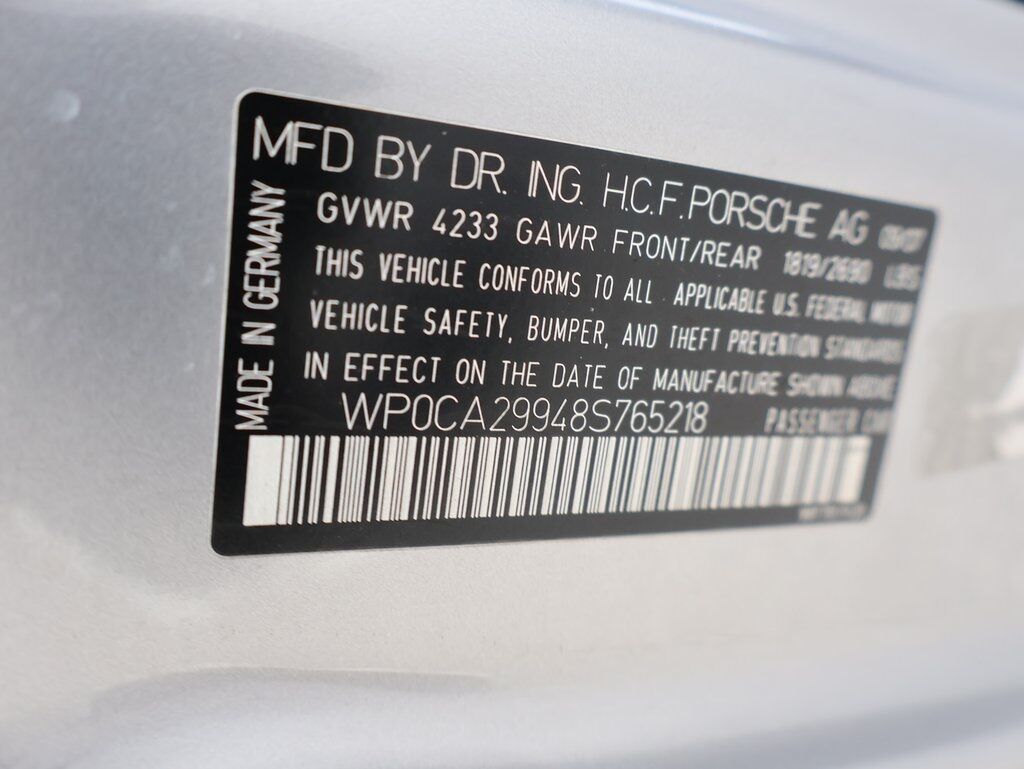 MFD BY DR. ING. H.C.F. PORSCHE AG 09/07
GVWR 4233 GAWR FRONT/REAR 1819/2690 LBS
THIS VEHICLE CONFORMS TO ALL APPLICABLE U.S. FEDERAL MOTOR
VEHICLE SAFETY, BUMPER, AND THEFT PREVENTION STANDARDS
IN EFFECT ON THE DATE OF MANUFACTURE SHOWN ABOVE
WP0CA29948S765218 PASSENGER CAR
MADE IN GERMANY